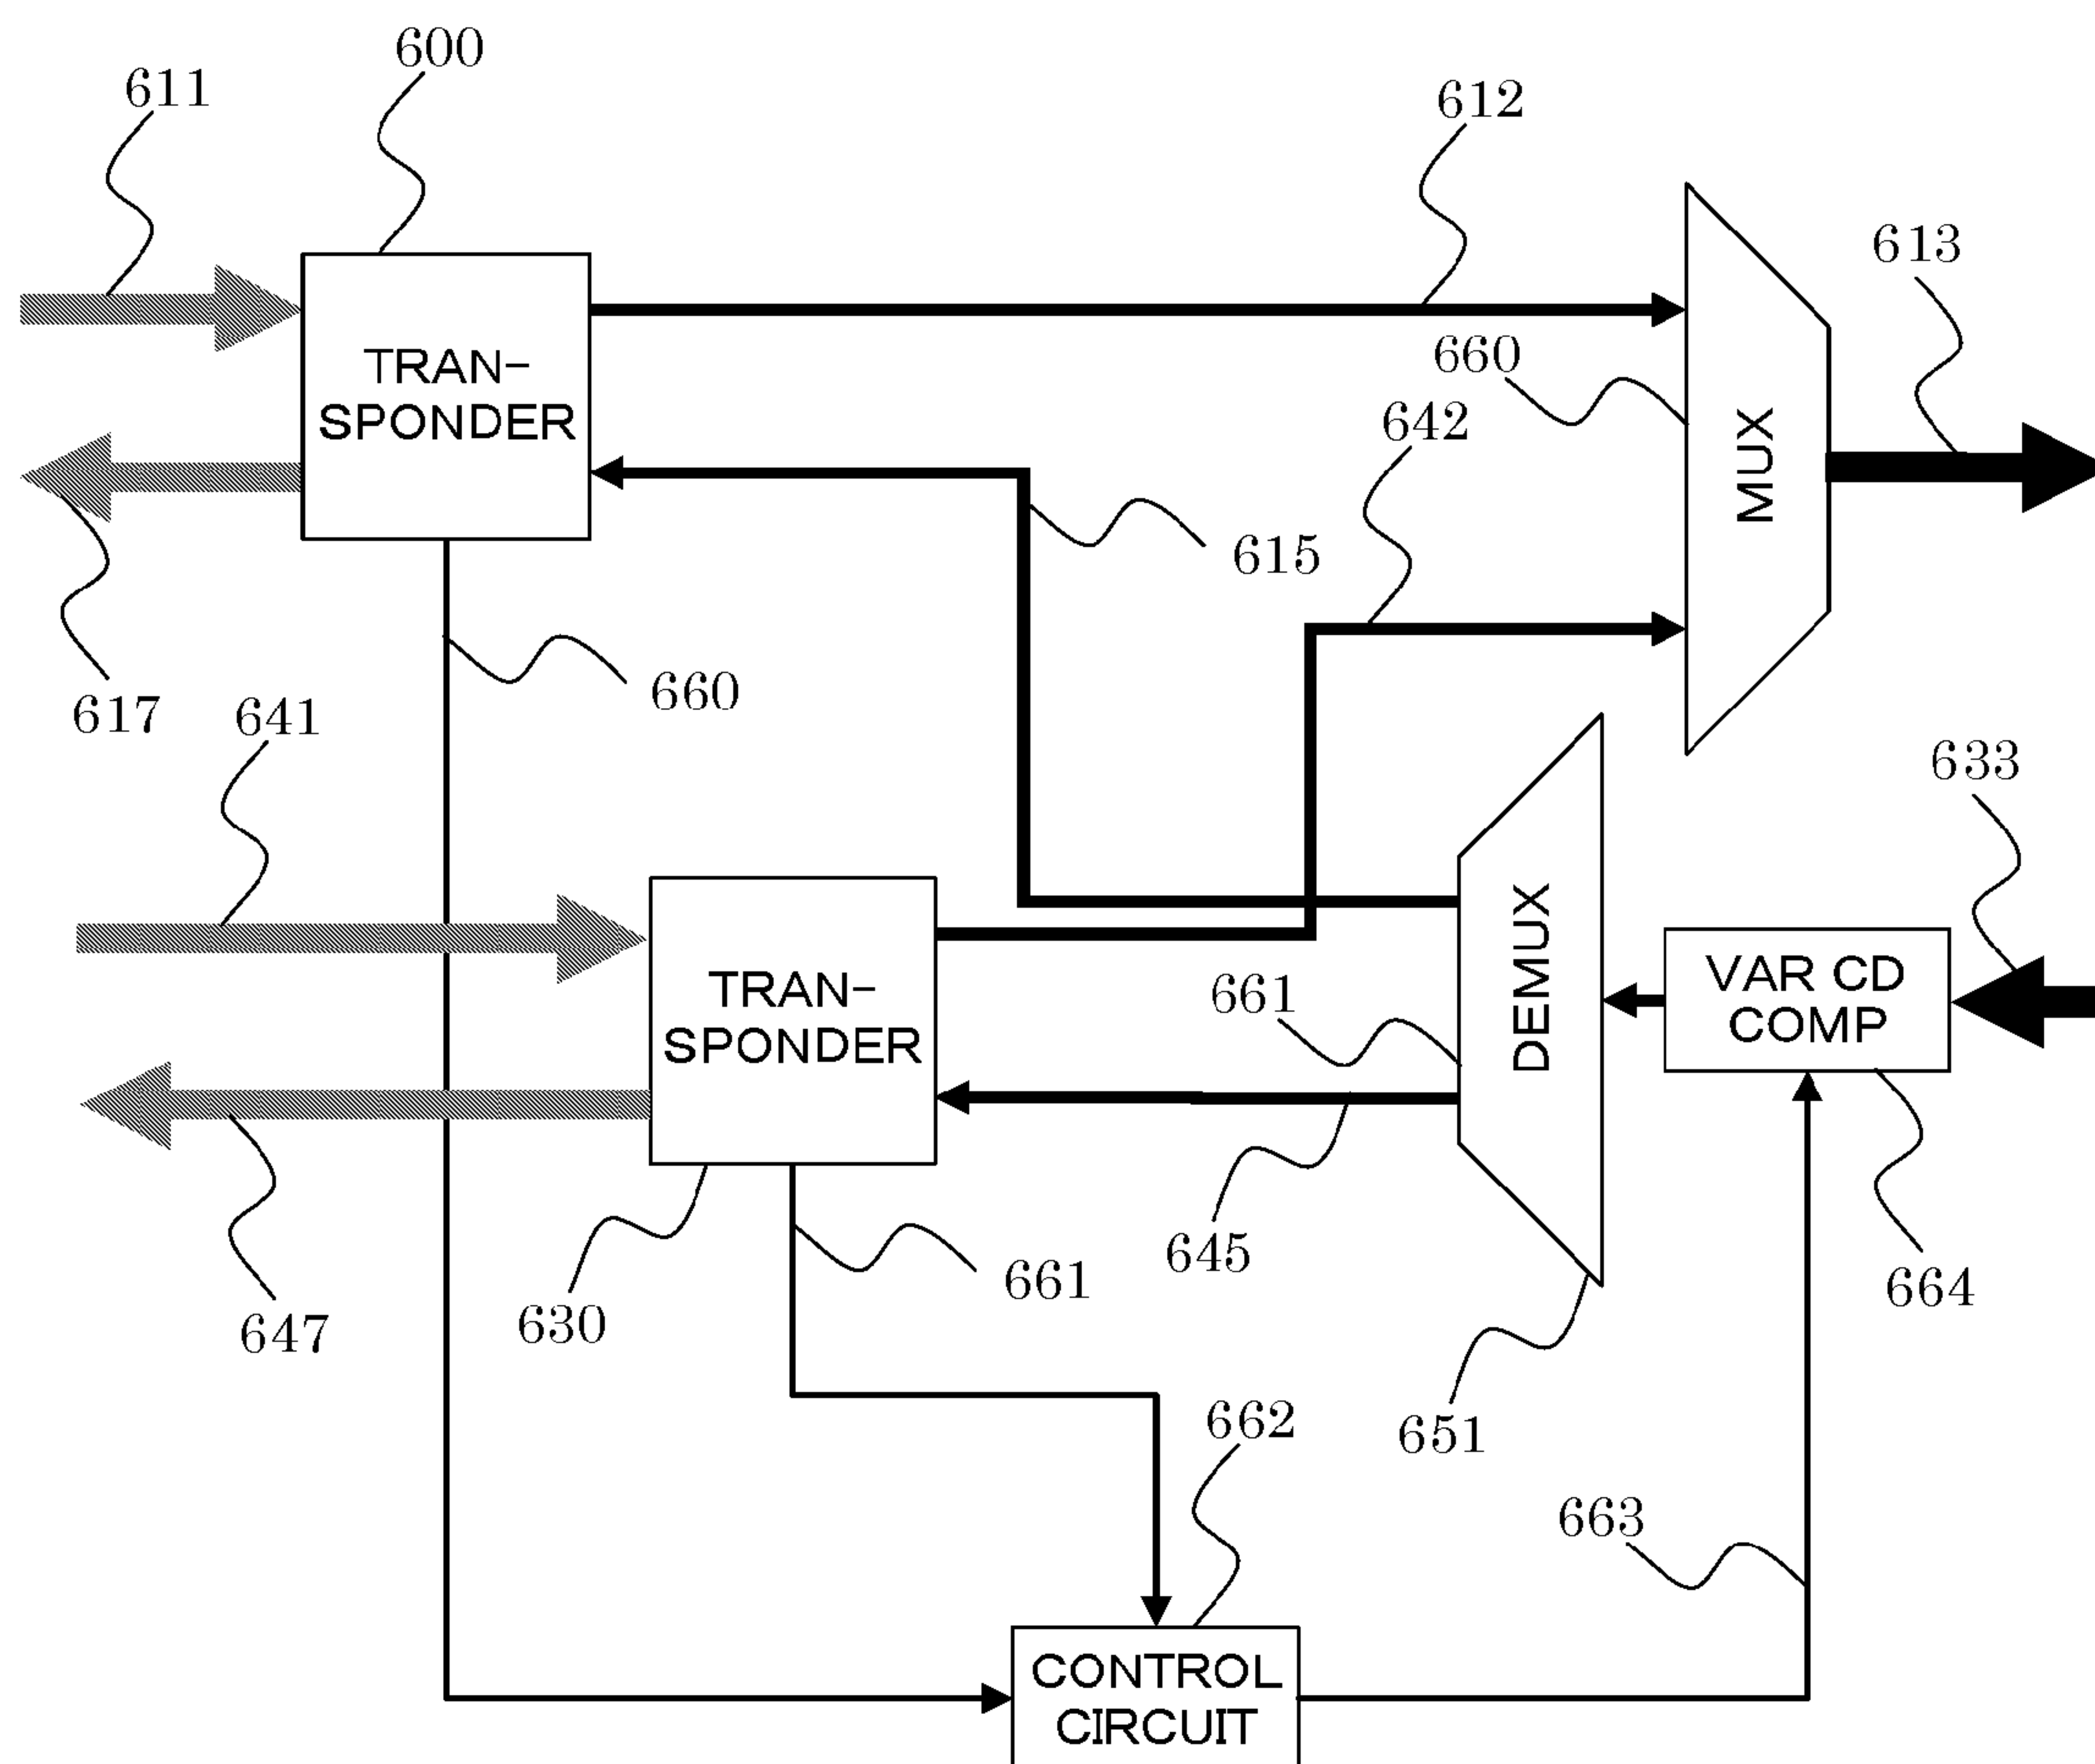 600
611
612
613
TRAN-
SPONDER
660
642
MUX
615
617
641
660
633
DEMUX
VAR CD
COMP
TRAN-
SPONDER
661
645
661
664
630
647
651
662
663
CONTROL
CIRCUIT